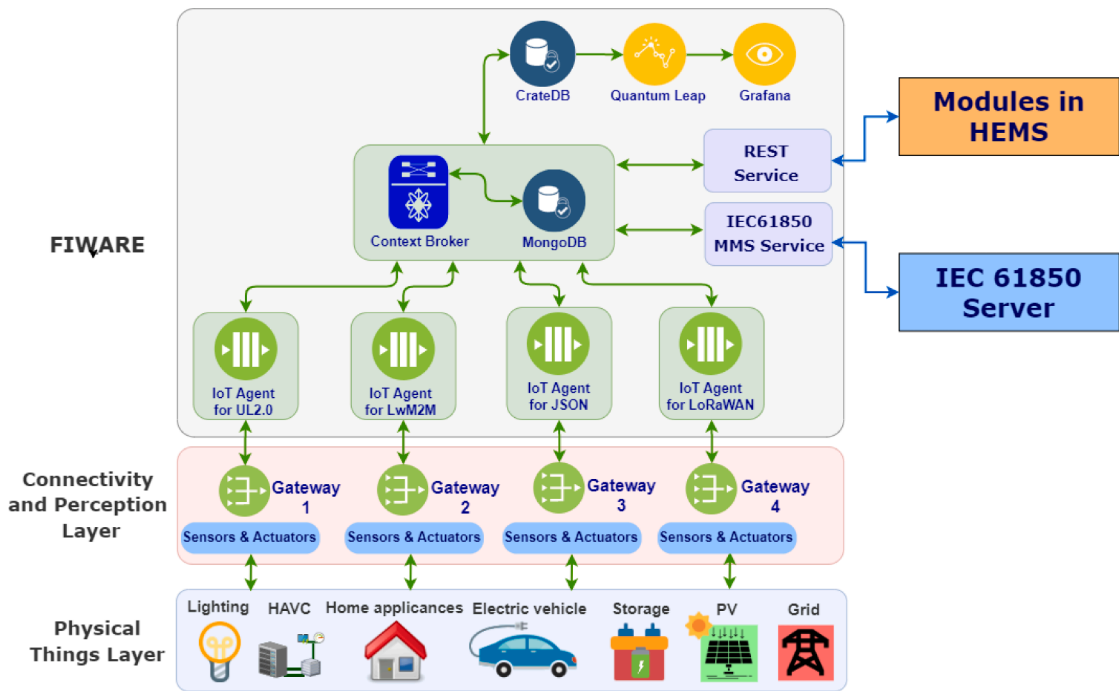 CrateDB
Quantum Leap
Grafana
Modules in
HEMS
REST
Service
Context Broker
MongoDB
IEC61850
MMS Service
FIWARE
IEC 61850
Server
IoT Agent
for UL2.0
IoT Agent
for LwM2M
IoT Agent
for JSON
IoT Agent
for LoRaWAN
Connectivity
and Perception
Layer
Gateway
1
Gateway
2
Gateway
3
Gateway
4
Sensors & Actuators
Sensors & Actuators
Sensors & Actuators
Sensors & Actuators
Physical
Things Layer
Lighting
HAVC
Home applicances
Electric vehicle
Storage
PV
Grid